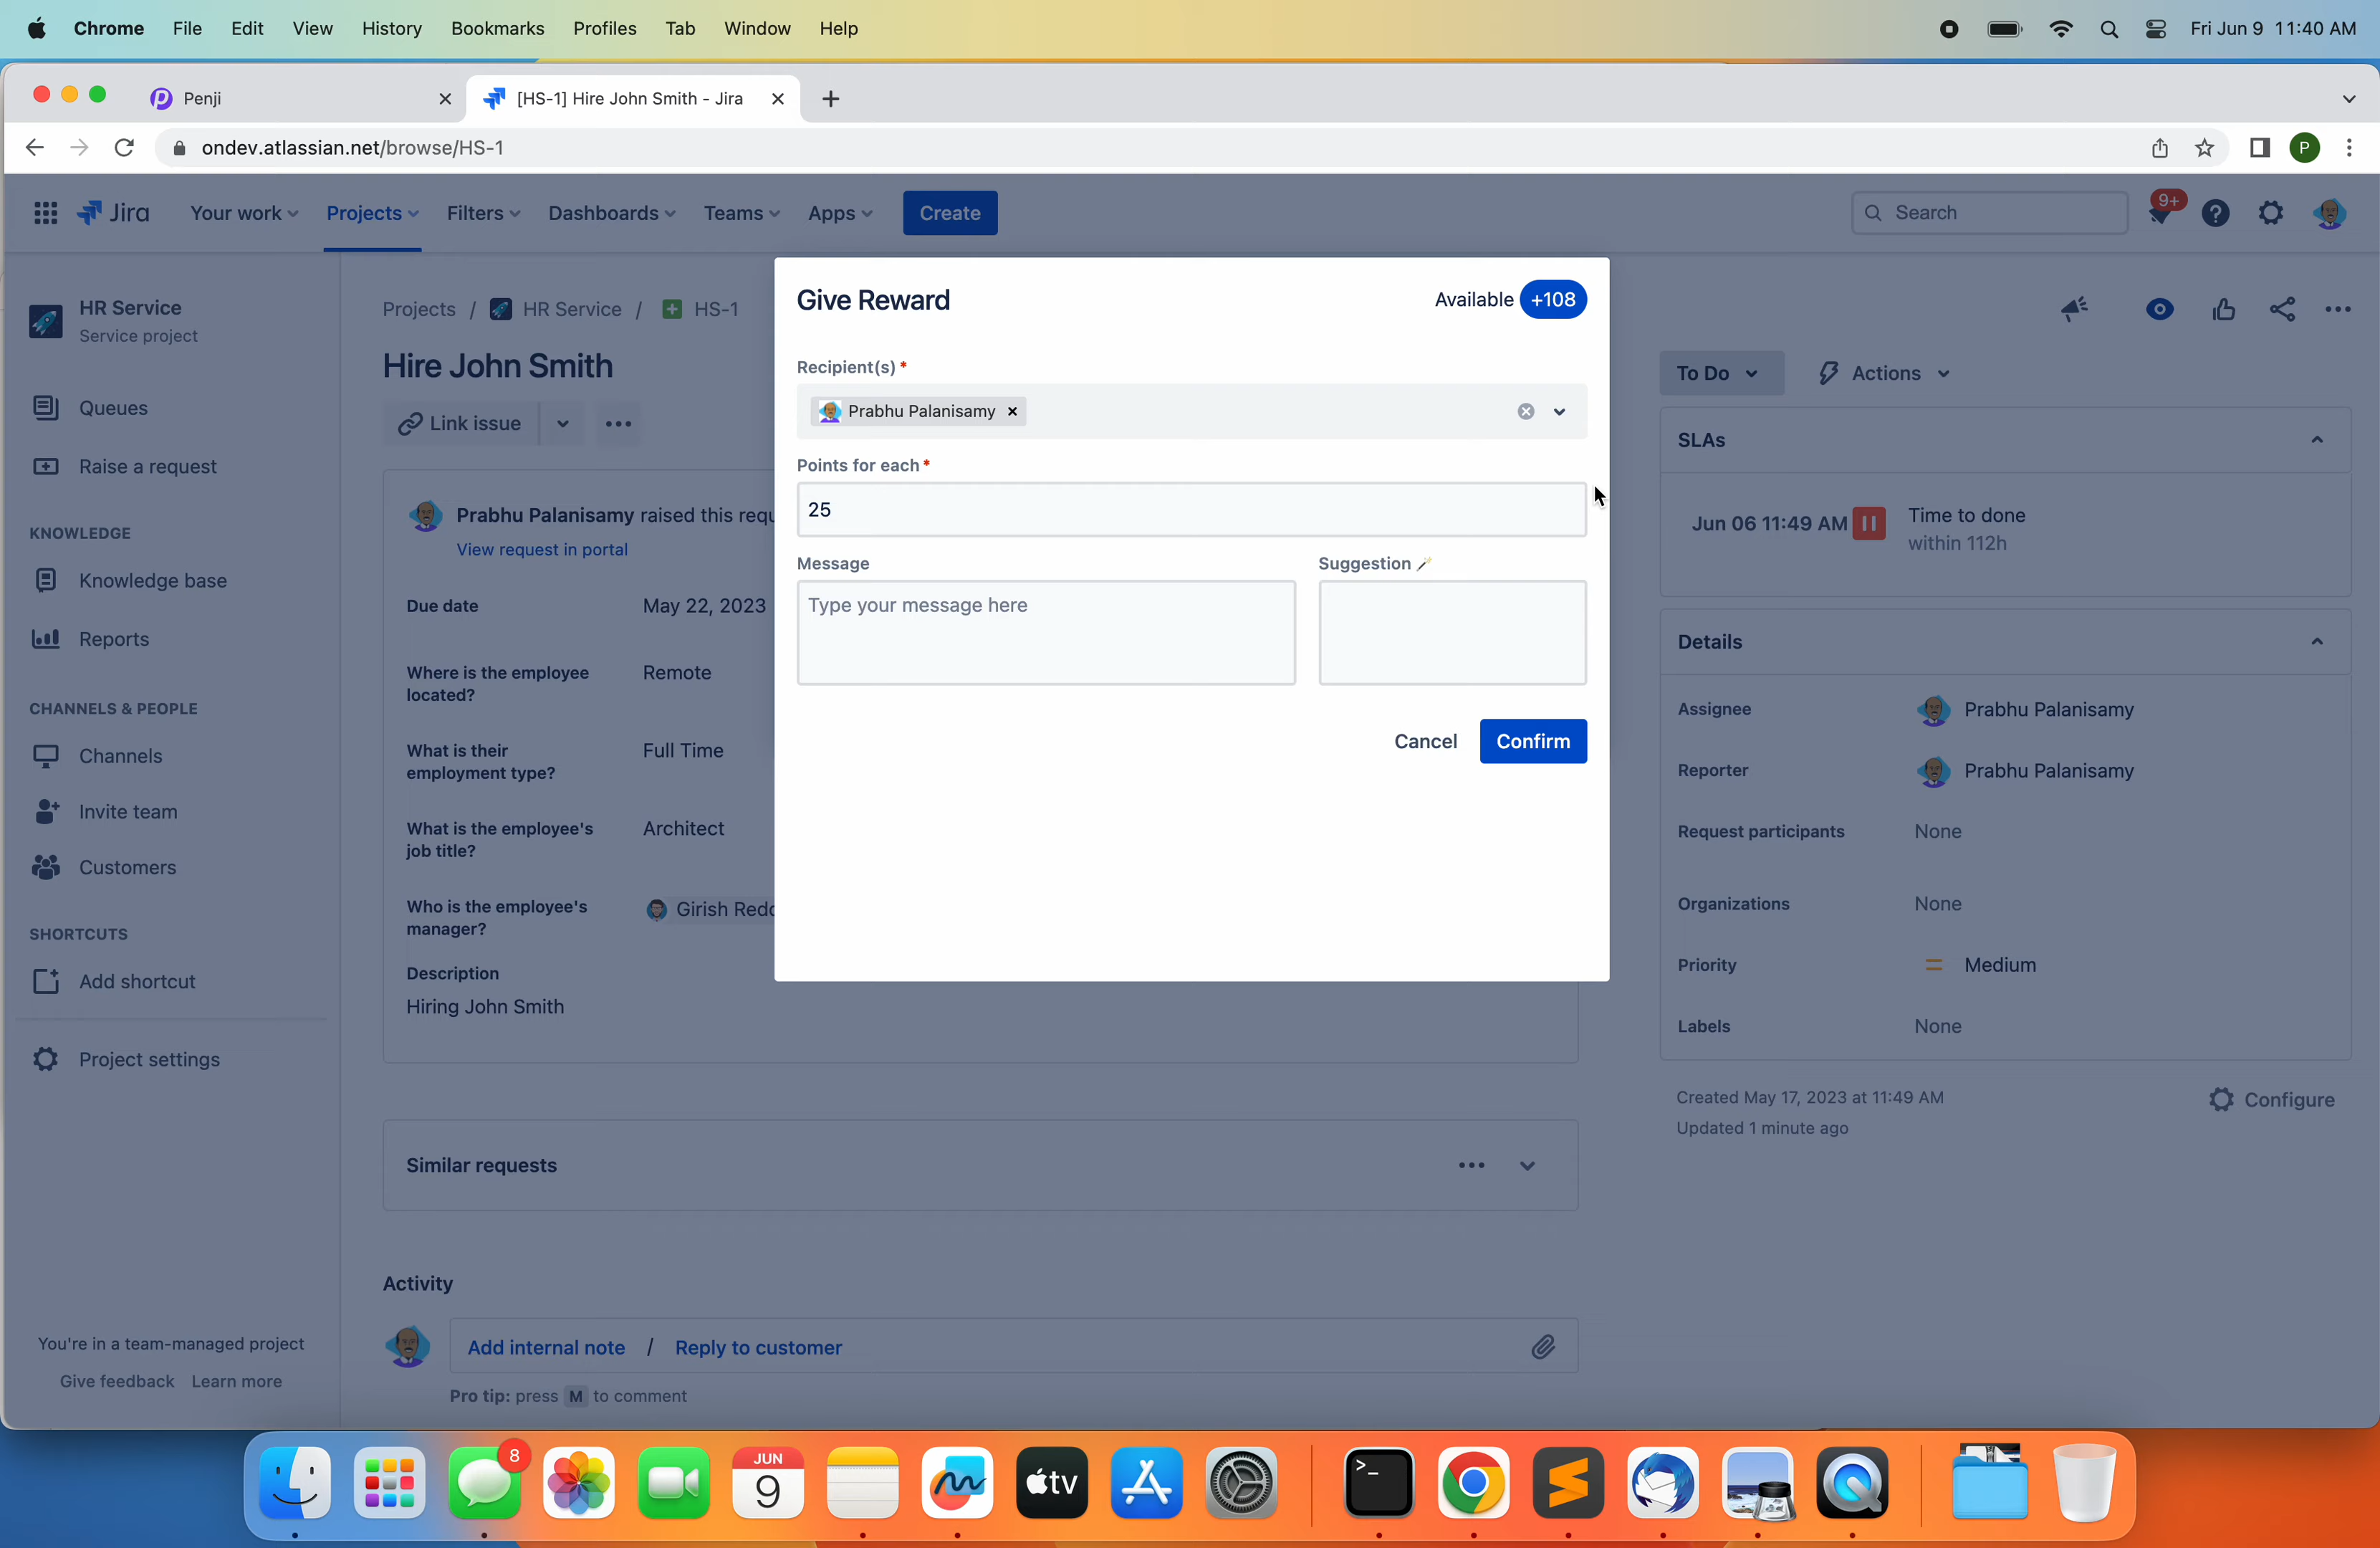 Chrome File Edit View History Bookmarks Profiles Tab Window Help Fri Jun 9 11:40 AM
Penji
[HS-1] Hire John Smith - Jira
ondev.atlassian.net/browse/HS-1
P
Jira Your work Projects Filters Dashboards Teams Apps Create Search 9+
HR Service
Service project
Queues
Raise a request
KNOWLEDGE
Knowledge base
Reports
CHANNELS & PEOPLE
Channels
Invite team
Customers
SHORTCUTS
Add shortcut
Project settings
You're in a team-managed project
Give feedback Learn more
Projects / HR Service / HS-1
Hire John Smith
Link issue
Prabhu Palanisamy raised this requ
View request in portal
Due date May 22, 2023
Where is the employee
located?
Remote
What is their
employment type?
Full Time
What is the employee's
job title?
Architect
Who is the employee's
manager?
Girish Redd
Description
Hiring John Smith
Similar requests
Activity
Add internal note / Reply to customer
Pro tip: press M to comment
Give Reward
Available +108
Recipient(s) *
Prabhu Palanisamy
Points for each *
25
Message
Type your message here
Suggestion
Cancel Confirm
To Do Actions
SLAs
Jun 06 11:49 AM
Time to done
within 112h
Details
Assignee Prabhu Palanisamy
Reporter Prabhu Palanisamy
Request participants None
Organizations None
Priority Medium
Labels None
Created May 17, 2023 at 11:49 AM
Updated 1 minute ago
Configure
8
JUN
9
tv
>_